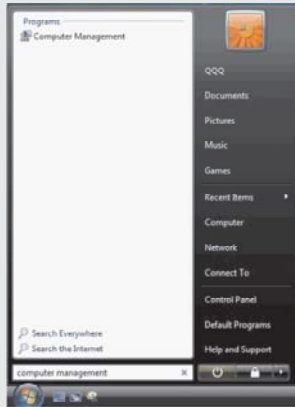 Programs
Computer Management
Search Everywhere
Search the Internet
computer management
QQQ
Documents
Pictures
Music
Games
Recent Items
Computer
Network
Connect To
Control Panel
Default Programs
Help and Support